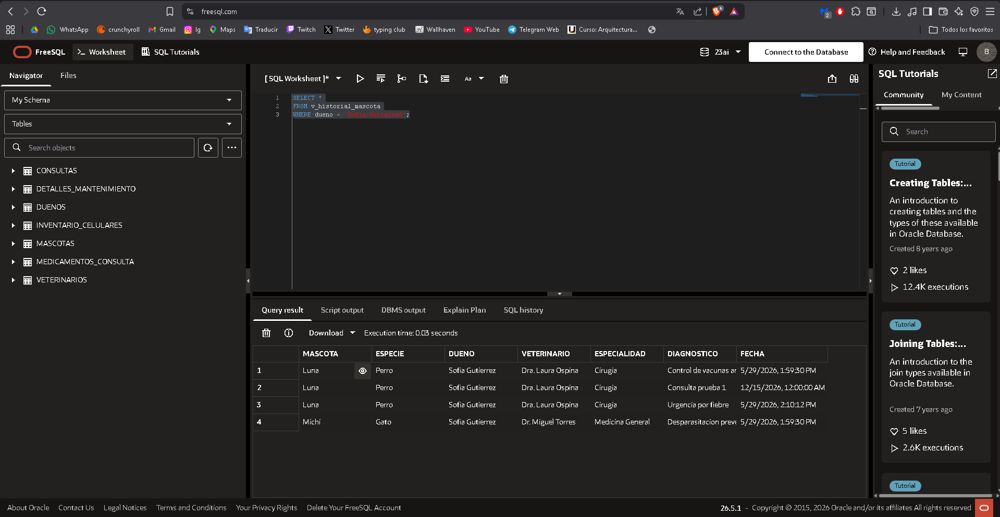 freesql.com
2
6
WhatsApp crunchyroll Gmail Ig Maps Traducir Twitch Twitter typing club Wallhaven YouTube Telegram Web Curso: Arquitectura... Todos los favoritos
FreeSQL >_ Worksheet SQL Tutorials 23ai Connect to the Database Help and Feedback B
Navigator Files
My Schema
Tables
Search objects
CONSULTAS
DETALLES_MANTENIMIENTO
DUENOS
INVENTARIO_CELULARES
MASCOTAS
MEDICAMENTOS_CONSULTA
VETERINARIOS
[ SQL Worksheet ]* Aa
1 SELECT *
2 FROM v_historial_mascota
3 WHERE dueno = 'Sofia Gutierrez';
Query result Script output DBMS output Explain Plan SQL history
Download Execution time: 0.03 seconds
MASCOTA ESPECIE DUENO VETERINARIO ESPECIALIDAD DIAGNOSTICO FECHA
1 Luna Perro Sofia Gutierrez Dra. Laura Ospina Cirugia Control de vacunas ar 5/29/2026, 1:59:30 PM
2 Luna Perro Sofia Gutierrez Dra. Laura Ospina Cirugia Consulta prueba 1 12/15/2026, 12:00:00 AM
3 Luna Perro Sofia Gutierrez Dra. Laura Ospina Cirugia Urgencia por fiebre 5/29/2026, 2:10:12 PM
4 Michi Gato Sofia Gutierrez Dr. Miguel Torres Medicina General Desparasitacion preve 5/29/2026, 1:59:30 PM
SQL Tutorials
Community My Content
Search
Tutorial
Creating Tables:...
An introduction to
creating tables and the
types of these available
in Oracle Database.
Created 8 years ago
2 likes
12.4K executions
Tutorial
Joining Tables:...
An introduction to the
join types available in
Oracle Database.
Created 7 years ago
5 likes
2.6K executions
Tutorial
About Oracle Contact Us Legal Notices Terms and Conditions Your Privacy Rights Delete Your FreeSQL Account 26.5.1 - Copyright © 2015, 2026 Oracle and/or its affiliates All rights reserved